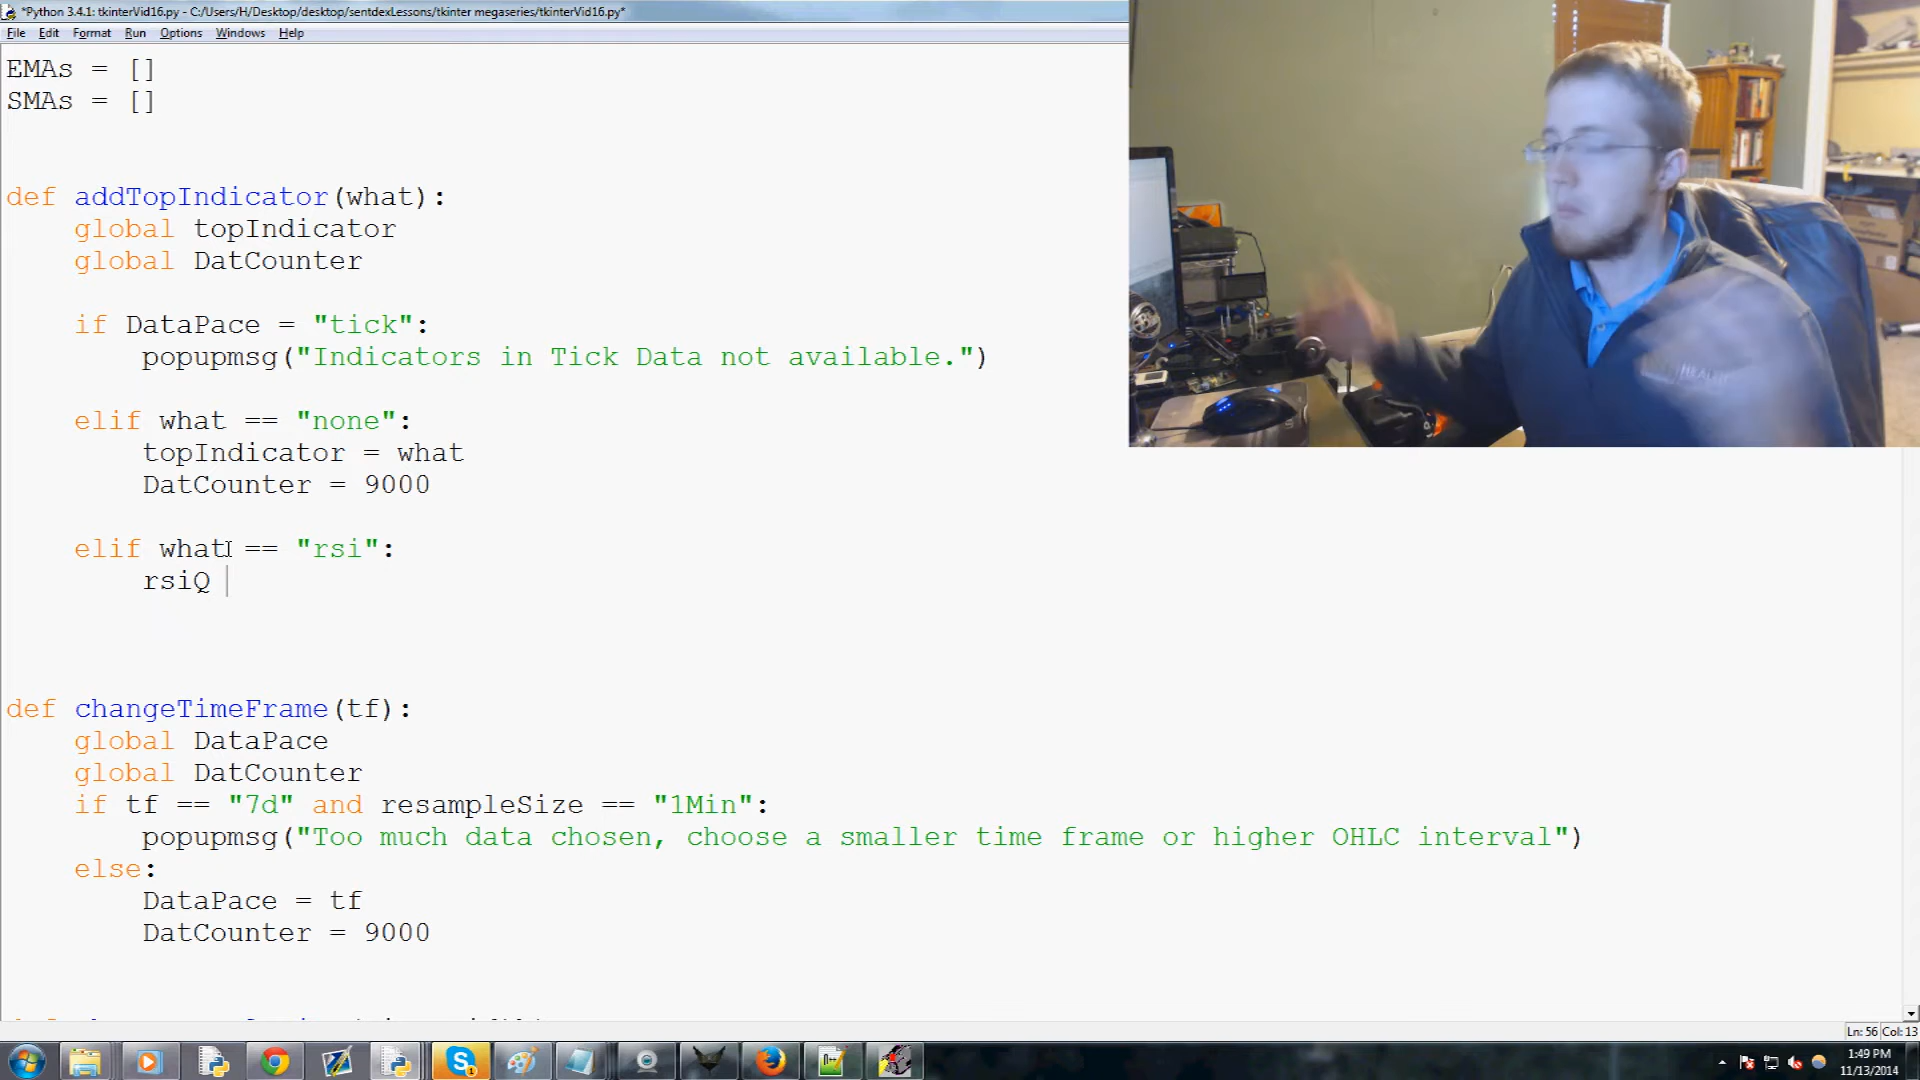 *Python 3.4.1: tkinterVid16.py - C:/Users/H/Desktop/desktop/sentdexLessons/tkinter megaseries/tkinterVid16.py*
File Edit Format Run Options Windows Help
EMAs = []
SMAs = []
def addTopIndicator(what):
global topIndicator
global DatCounter
if DataPace = "tick":
popupmsg("Indicators in Tick Data not available.")
elif what == "none":
topIndicator = what
DatCounter = 9000
elif what == "rsi":
rsiQ
def changeTimeFrame(tf):
global DataPace
global DatCounter
if tf == "7d" and resampleSize == "1Min":
popupmsg("Too much data chosen, choose a smaller time frame or higher OHLC interval")
else:
DataPace = tf
DatCounter = 9000
Ln: 56 Col: 13
1:49 PM
11/13/2014